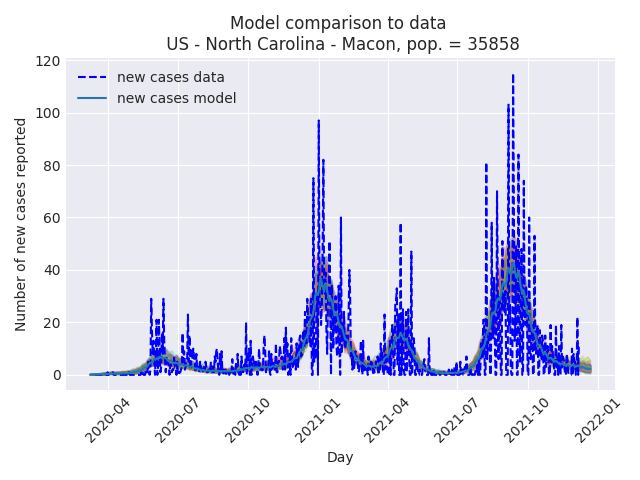 Model comparison to data
US - North Carolina - Macon, pop. = 35858
120
100
80
60
40
20
0
Number of new cases reported
new cases data
new cases model
2020-04
2020-07
2020-10
2021-01
2021-04
2021-07
2021-10
2022-01
Day